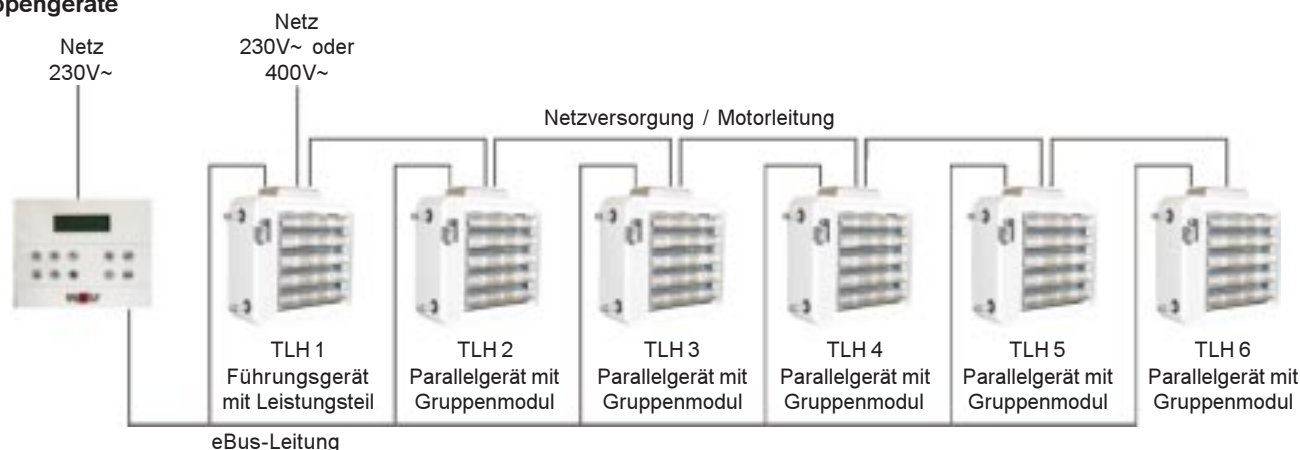 ppengeräte
Netz
230V~
Netz
230V~ oder
400V~
Netzversorgung / Motorleitung
TLH 1
Führungsgerät
mit Leistungsteil
TLH 2
Parallelgerät mit
Gruppenmodul
TLH 3
Parallelgerät mit
Gruppenmodul
TLH 4
Parallelgerät mit
Gruppenmodul
TLH 5
Parallelgerät mit
Gruppenmodul
TLH 6
Parallelgerät mit
Gruppenmodul
eBus-Leitung